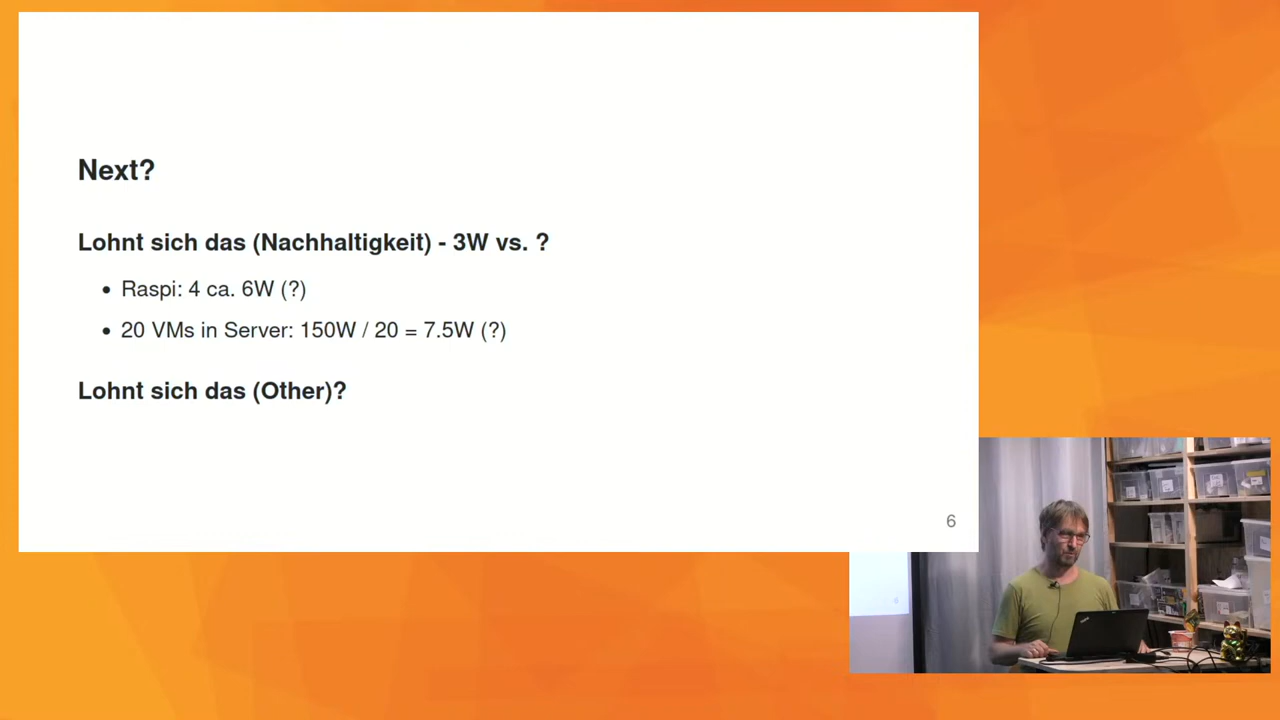 Next?
Lohnt sich das (Nachhaltigkeit) - 3W vs. ?
• Raspi: 4 ca. 6W (?)
• 20 VMs in Server: 150W / 20 = 7.5W (?)
Lohnt sich das (Other)?
6